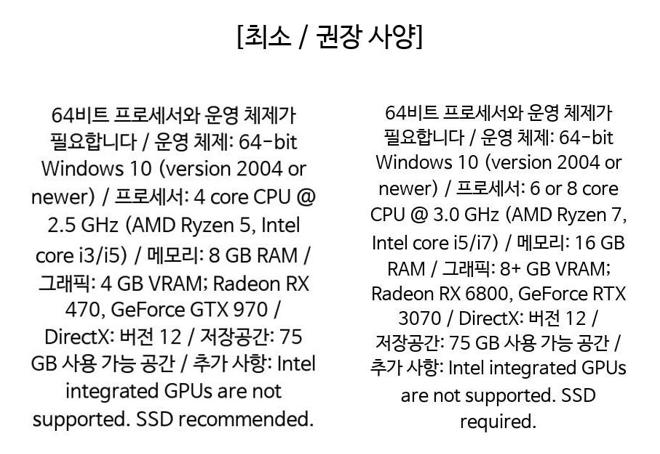 [최소 / 권장 사양]
64비트 프로세서와 운영 체제가
필요합니다 / 운영 체제: 64-bit
Windows 10 (version 2004 or
newer) / 프로세서: 4 core CPU @
2.5 GHz (AMD Ryzen 5, Intel
core i3/i5) / 메모리: 8 GB RAM /
그래픽: 4 GB VRAM; Radeon RX
470, GeForce GTX 970 /
DirectX: 버전 12 / 저장공간: 75
GB 사용 가능 공간 / 추가 사항: Intel
integrated GPUs are not
supported. SSD recommended.
64비트 프로세서와 운영 체제가
필요합니다 / 운영 체제: 64-bit
Windows 10 (version 2004 or
newer) / 프로세서: 6 or 8 core
CPU @ 3.0 GHz (AMD Ryzen 7,
Intel core i5/i7) / 메모리: 16 GB
RAM / 그래픽: 8+ GB VRAM;
Radeon RX 6800, GeForce RTX
3070 / DirectX: 버전 12 /
저장공간: 75 GB 사용 가능 공간 /
추가 사항: Intel integrated GPUs
are not supported. SSD
required.